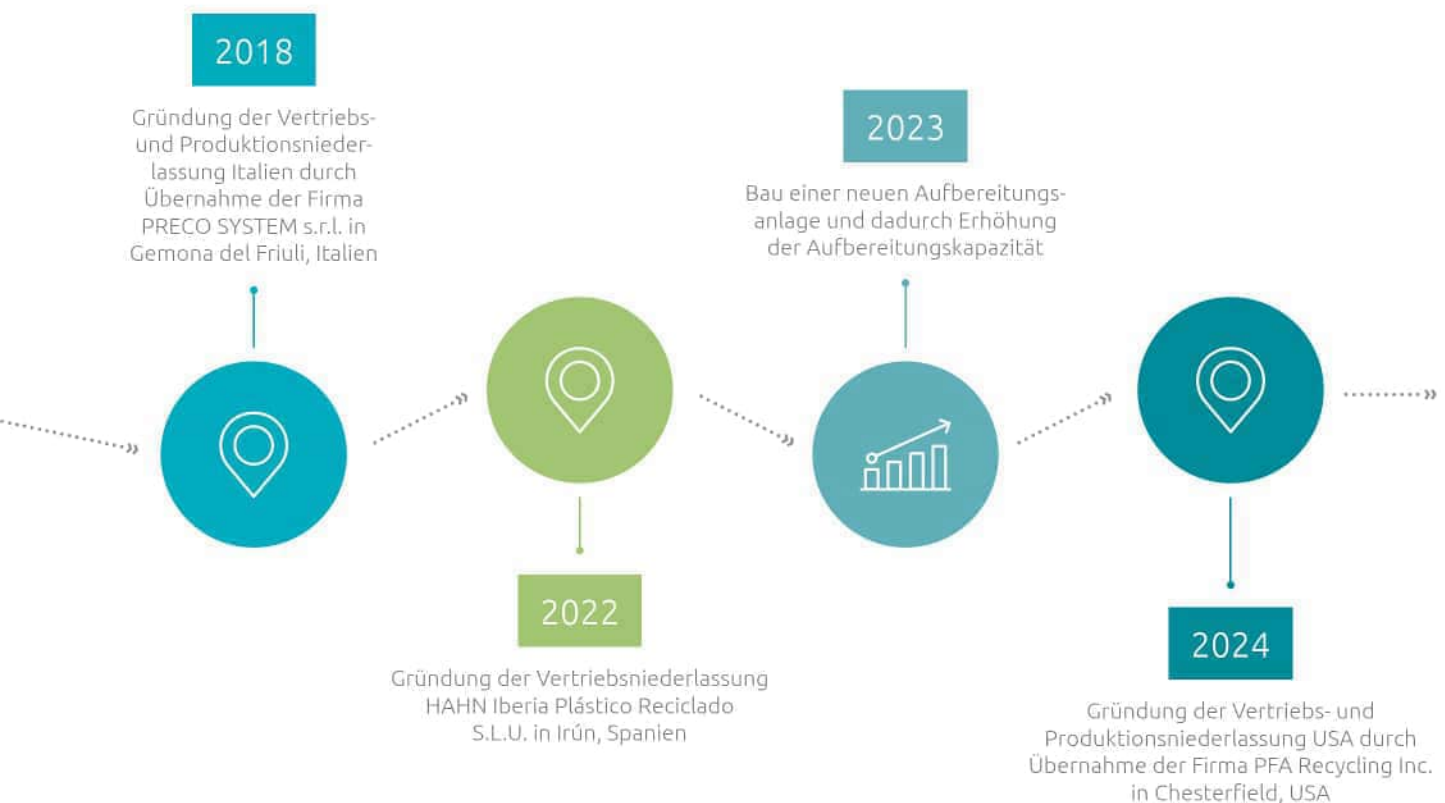 2018
Gründung der Vertriebs-
und Produktionsnieder-
lassung Italien durch
Übernahme der Firma
PRECO SYSTEM s.r.l. in
Gemona del Friuli, Italien
2022
Gründung der Vertriebsniederlassung
HAHN Iberia Plástico Reciclado
S.L.U. in Irún, Spanien
2023
Bau einer neuen Aufbereitungs-
anlage und dadurch Erhöhung
der Aufbereitungskapazität
2024
Gründung der Vertriebs- und
Produktionsniederlassung USA durch
Übernahme der Firma PFA Recycling Inc.
in Chesterfield, USA